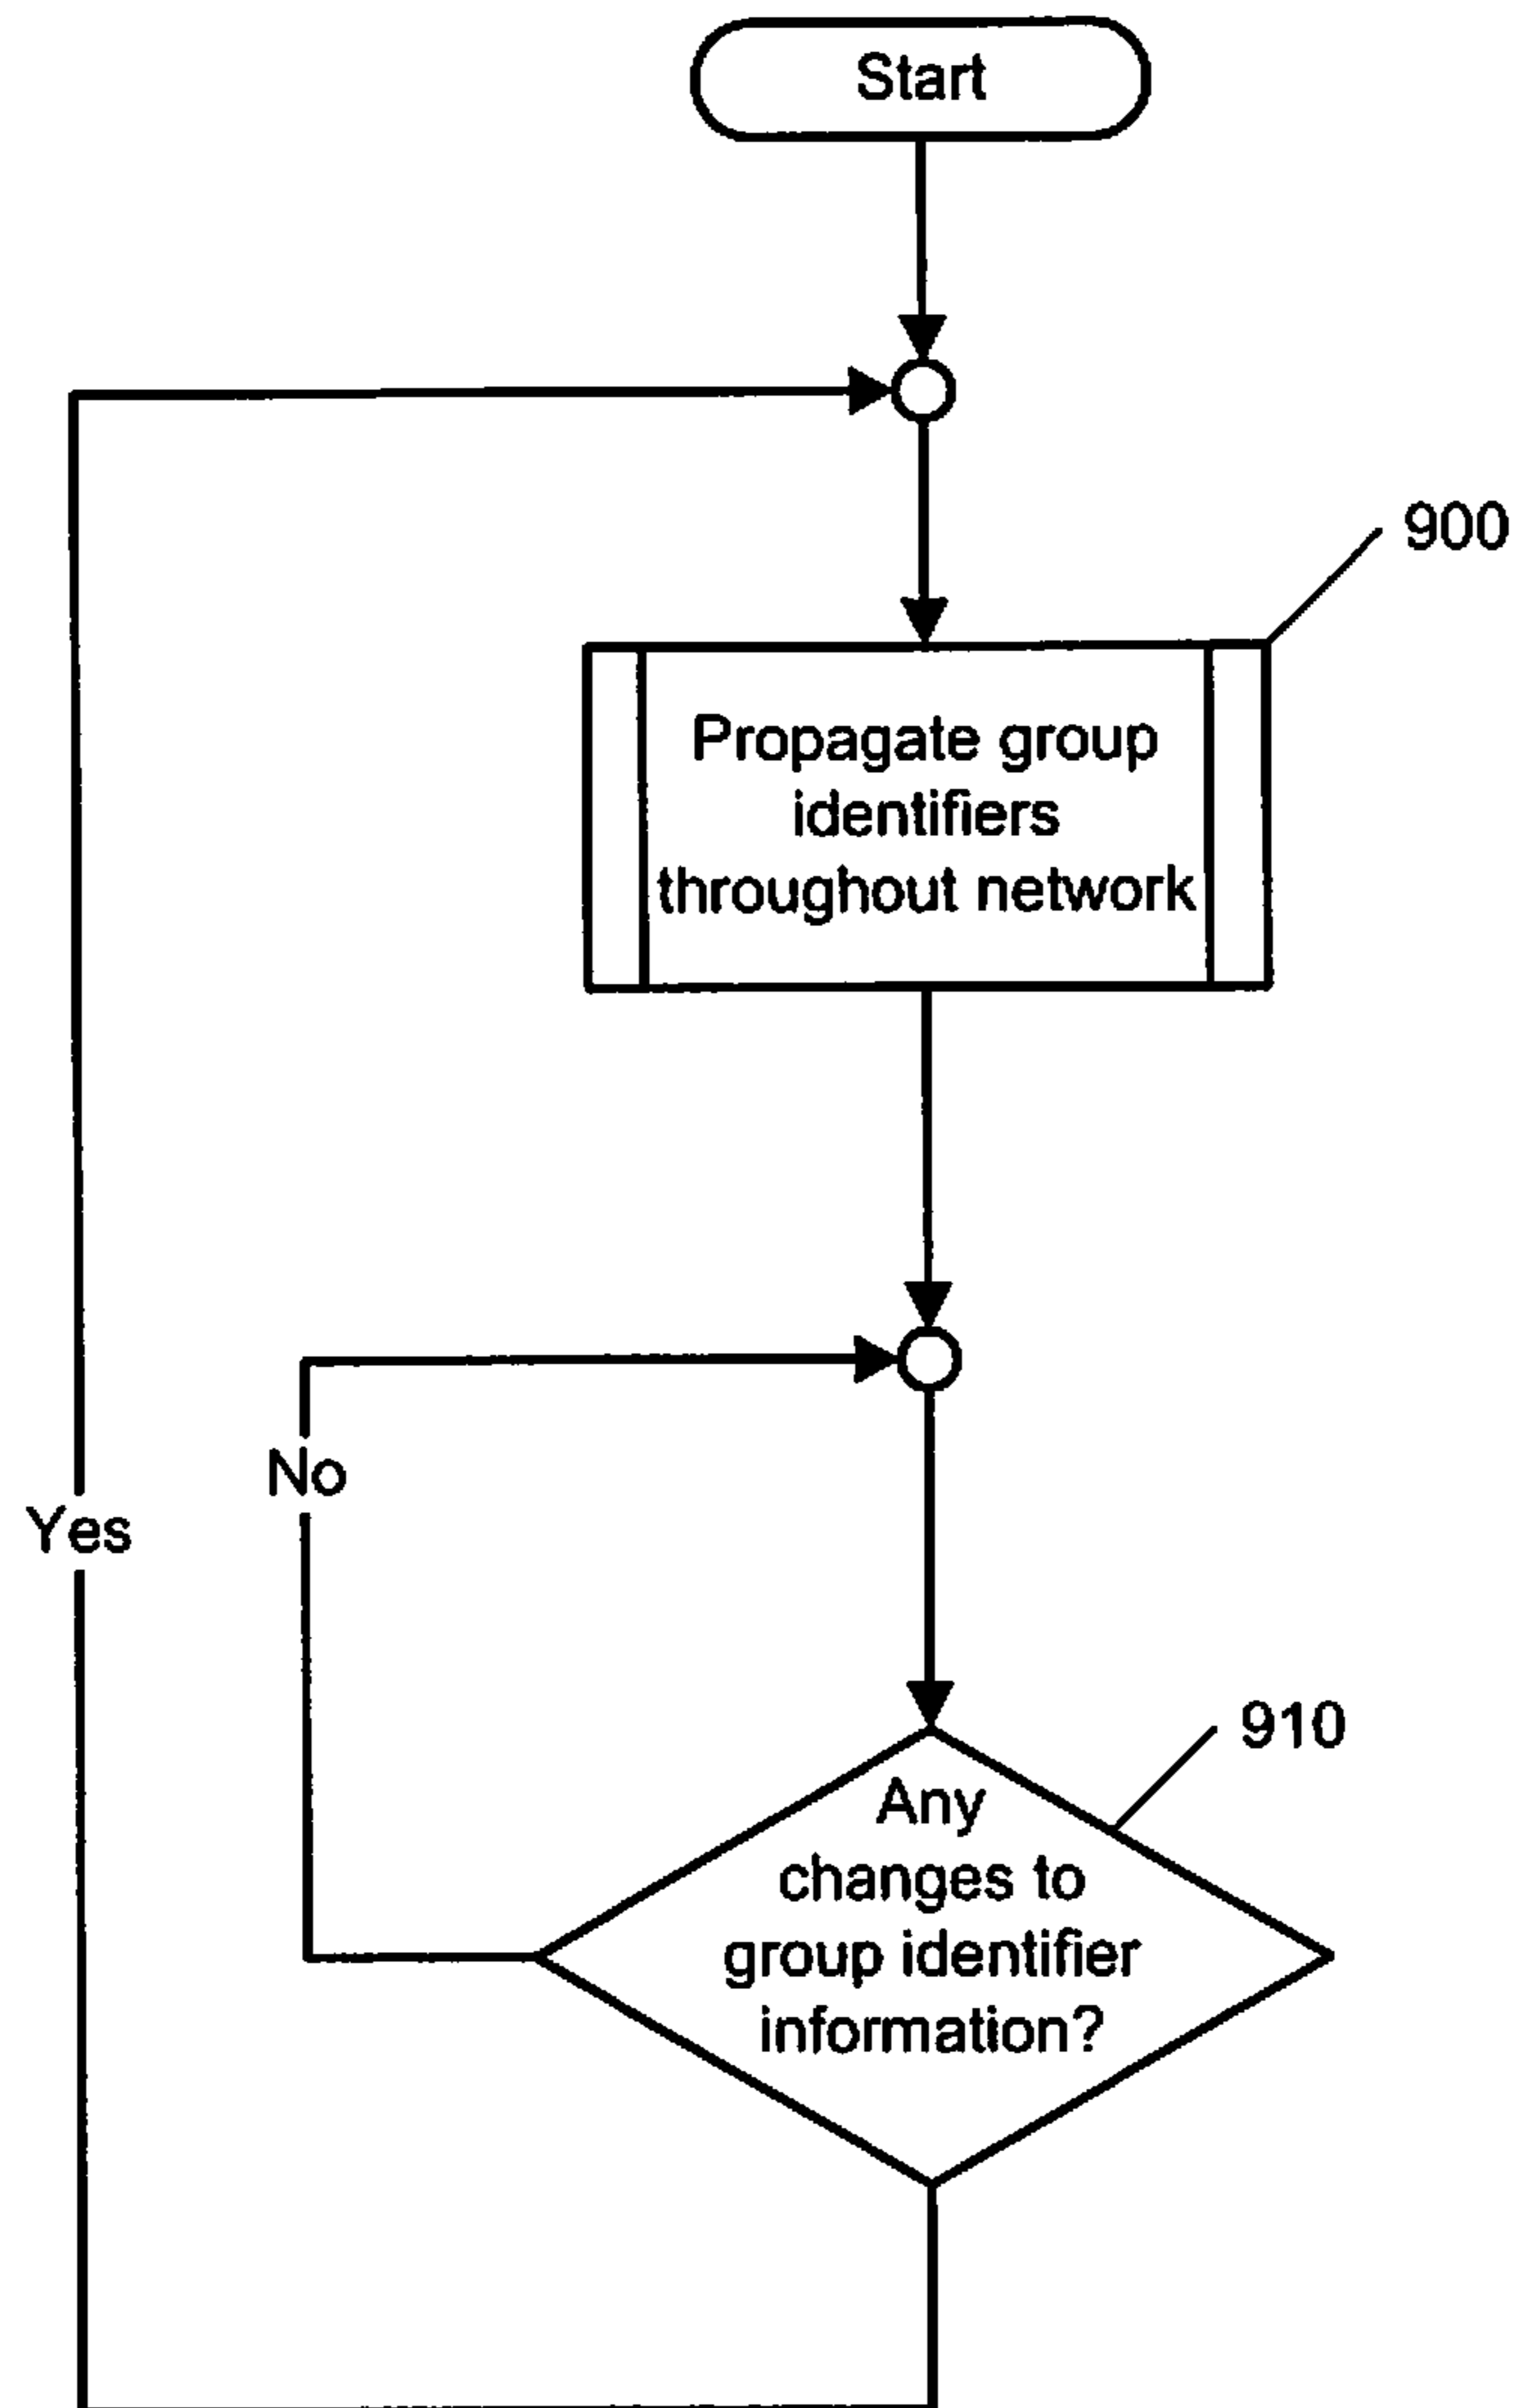 Start
900
Propagate group
identifiers
throughout network
No
Yes
910
Any
changes to
group identifier
information?